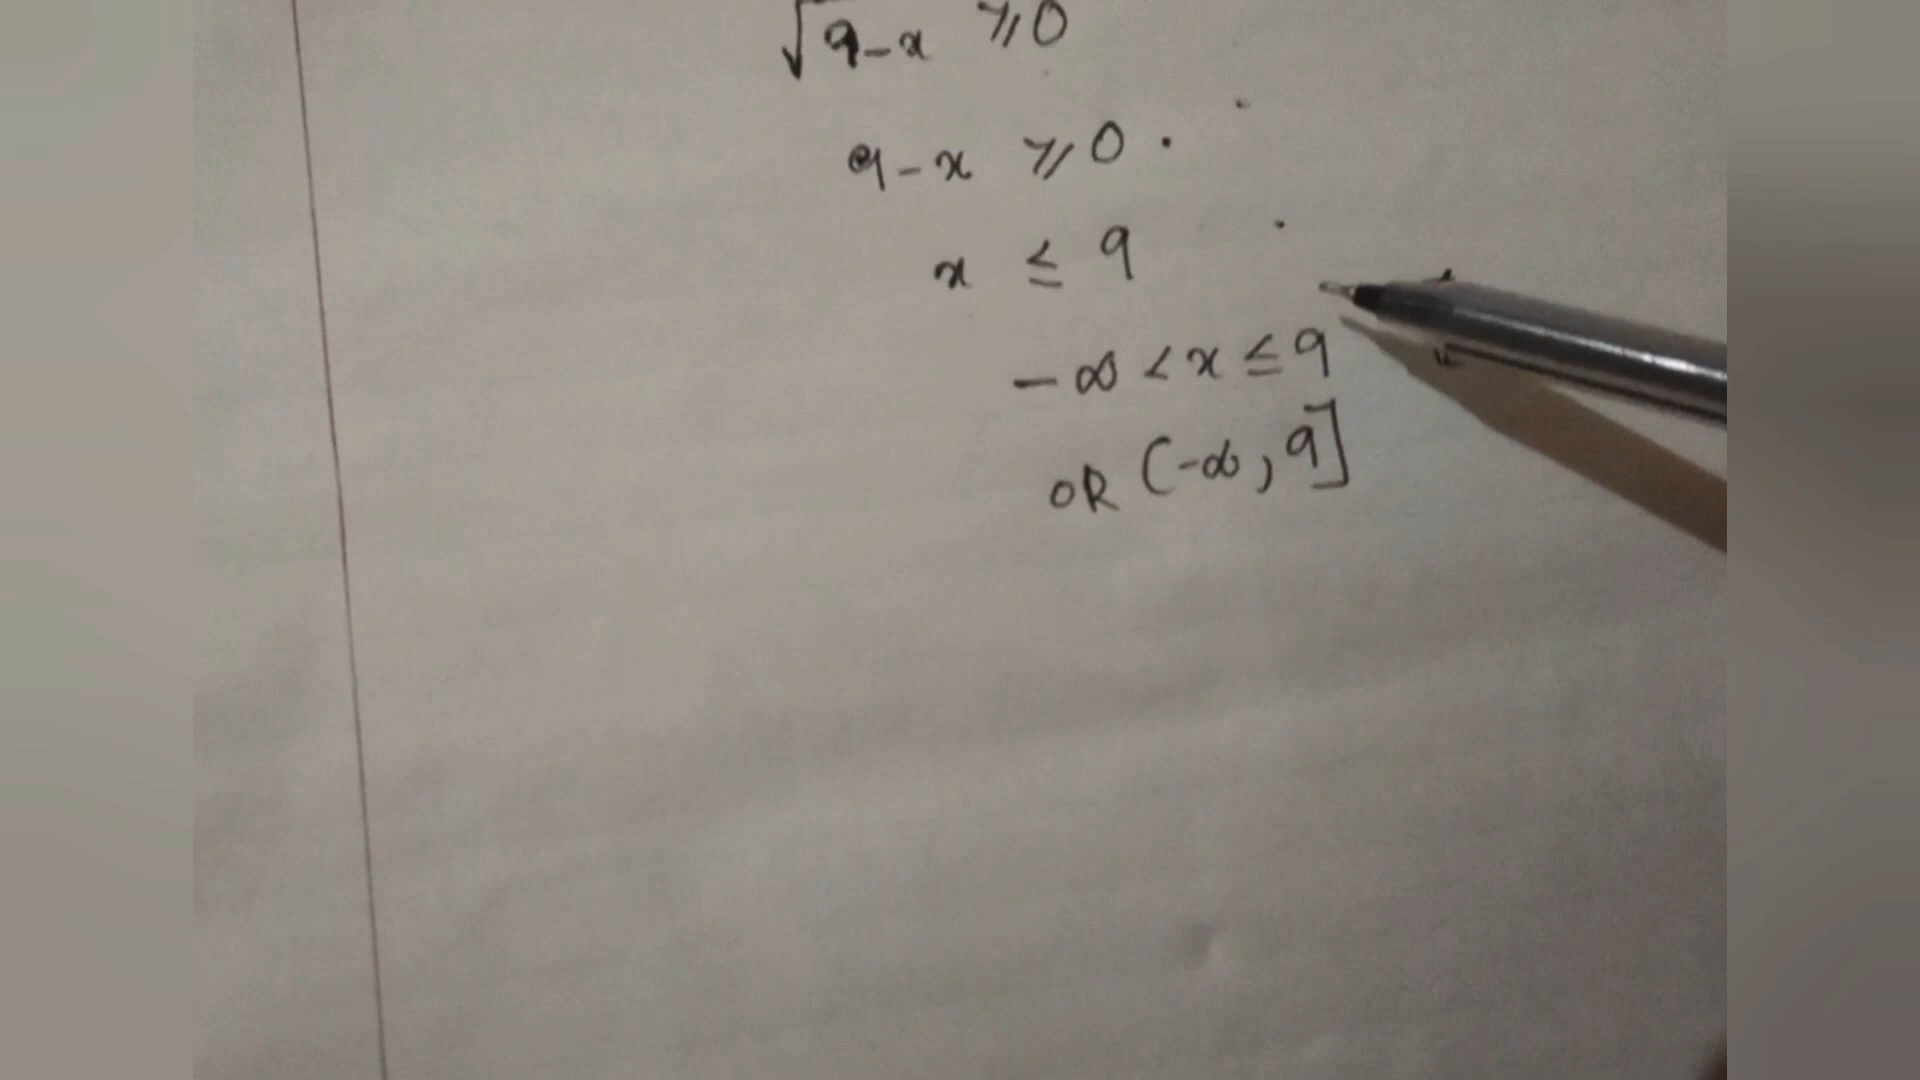 √9-x ≥0
9-x ≥0.
x ≤ 9
-∞ < x ≤ 9
OR (-∞, 9]